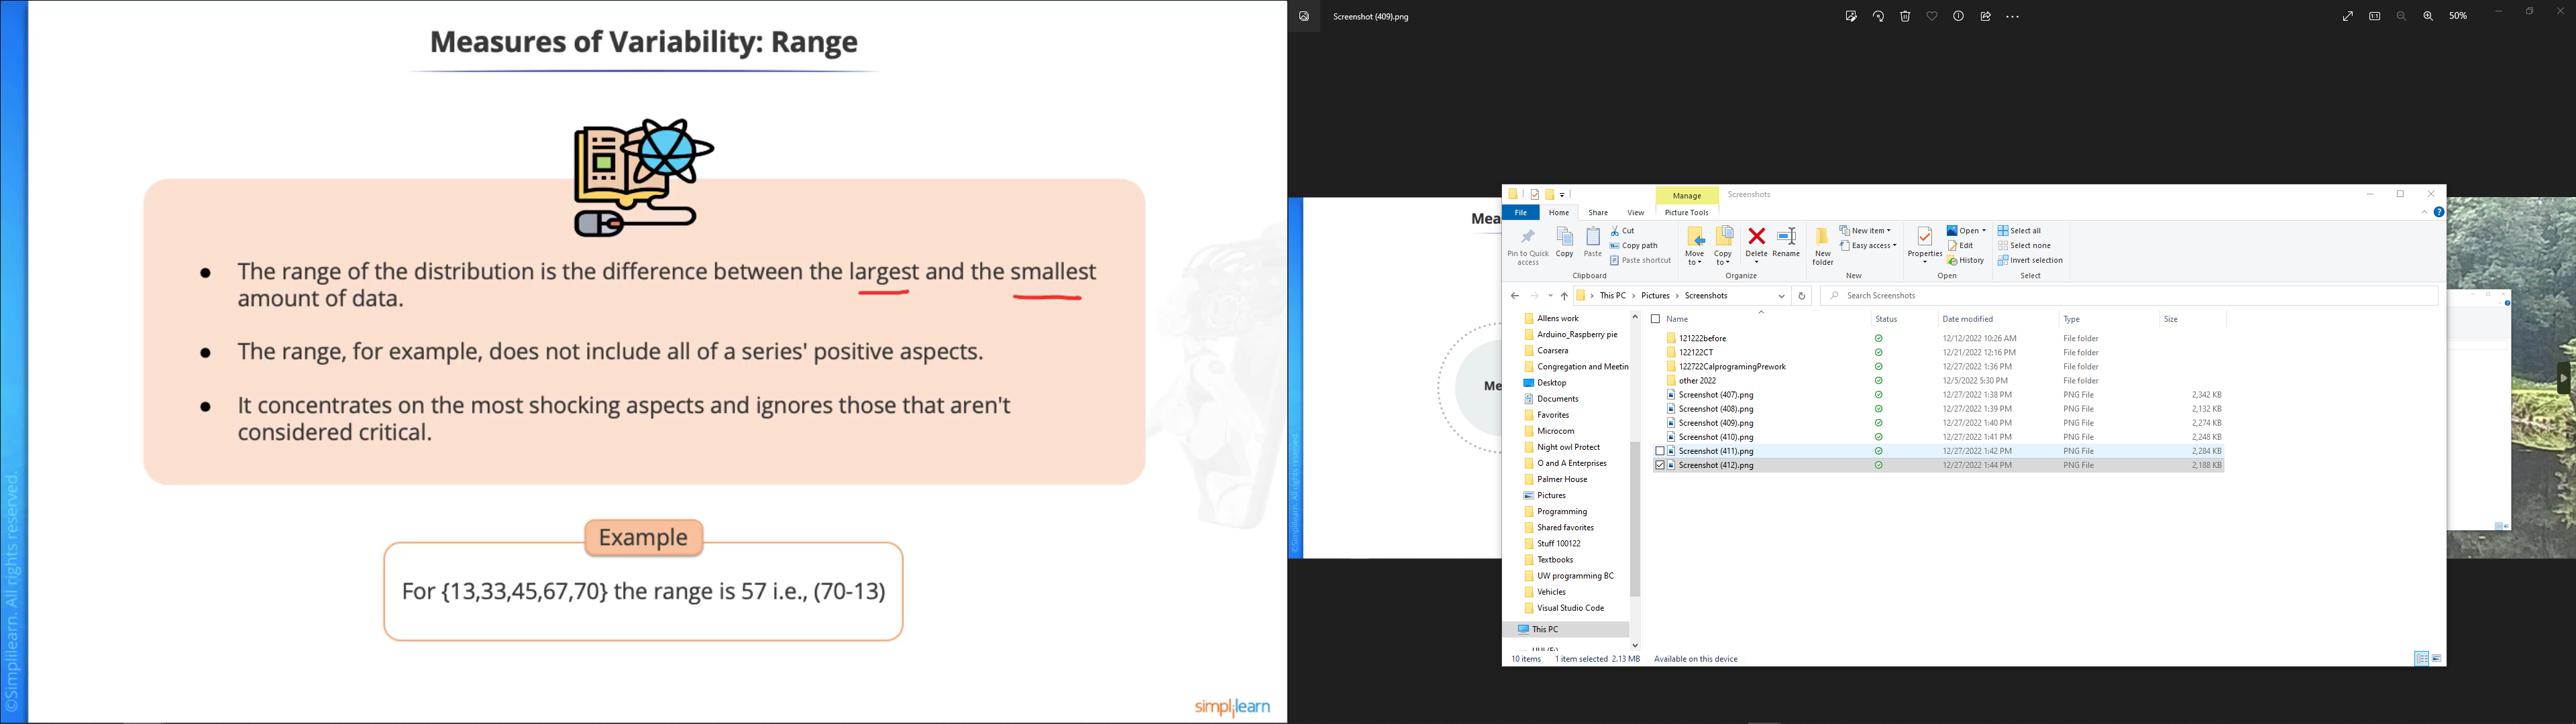 Measures of Variability: Range
● The range of the distribution is the difference between the largest and the smallest
amount of data.
● The range, for example, does not include all of a series' positive aspects.
● It concentrates on the most shocking aspects and ignores those that aren't
considered critical.
Example
For {13,33,45,67,70} the range is 57 i.e., (70-13)
©Simplilearn. All rights reserved.
simplilearn
Screenshot (409).png
50%
Mea
Me
©Simplilearn. All rights reserved.
Manage
Screenshots
File Home Share View Picture Tools
Pin to Quick access
Copy
Paste
Cut
Copy path
Paste shortcut
Clipboard
Move to
Copy to
Delete
Rename
Organize
New folder
New item
Easy access
New
Properties
Open
Edit
History
Open
Select all
Select none
Invert selection
Select
This PC > Pictures > Screenshots
Search Screenshots
Allens work
Arduino_Raspberry pie
Coarsera
Congregation and Meetin
Desktop
Documents
Favorites
Microcom
Night owl Protect
O and A Enterprises
Palmer House
Pictures
Programming
Shared favorites
Stuff 100122
Textbooks
UW programming BC
Vehicles
Visual Studio Code
This PC
Name Status Date modified Type Size
121222before 12/12/2022 10:26 AM File folder
122122CT 12/21/2022 12:16 PM File folder
122722CalprogramingPrework 12/27/2022 1:36 PM File folder
other 2022 12/5/2022 5:30 PM File folder
Screenshot (407).png 12/27/2022 1:38 PM PNG File 2,342 KB
Screenshot (408).png 12/27/2022 1:39 PM PNG File 2,132 KB
Screenshot (409).png 12/27/2022 1:40 PM PNG File 2,274 KB
Screenshot (410).png 12/27/2022 1:41 PM PNG File 2,248 KB
Screenshot (411).png 12/27/2022 1:42 PM PNG File 2,284 KB
Screenshot (412).png 12/27/2022 1:44 PM PNG File 2,188 KB
10 items 1 item selected 2.13 MB Available on this device